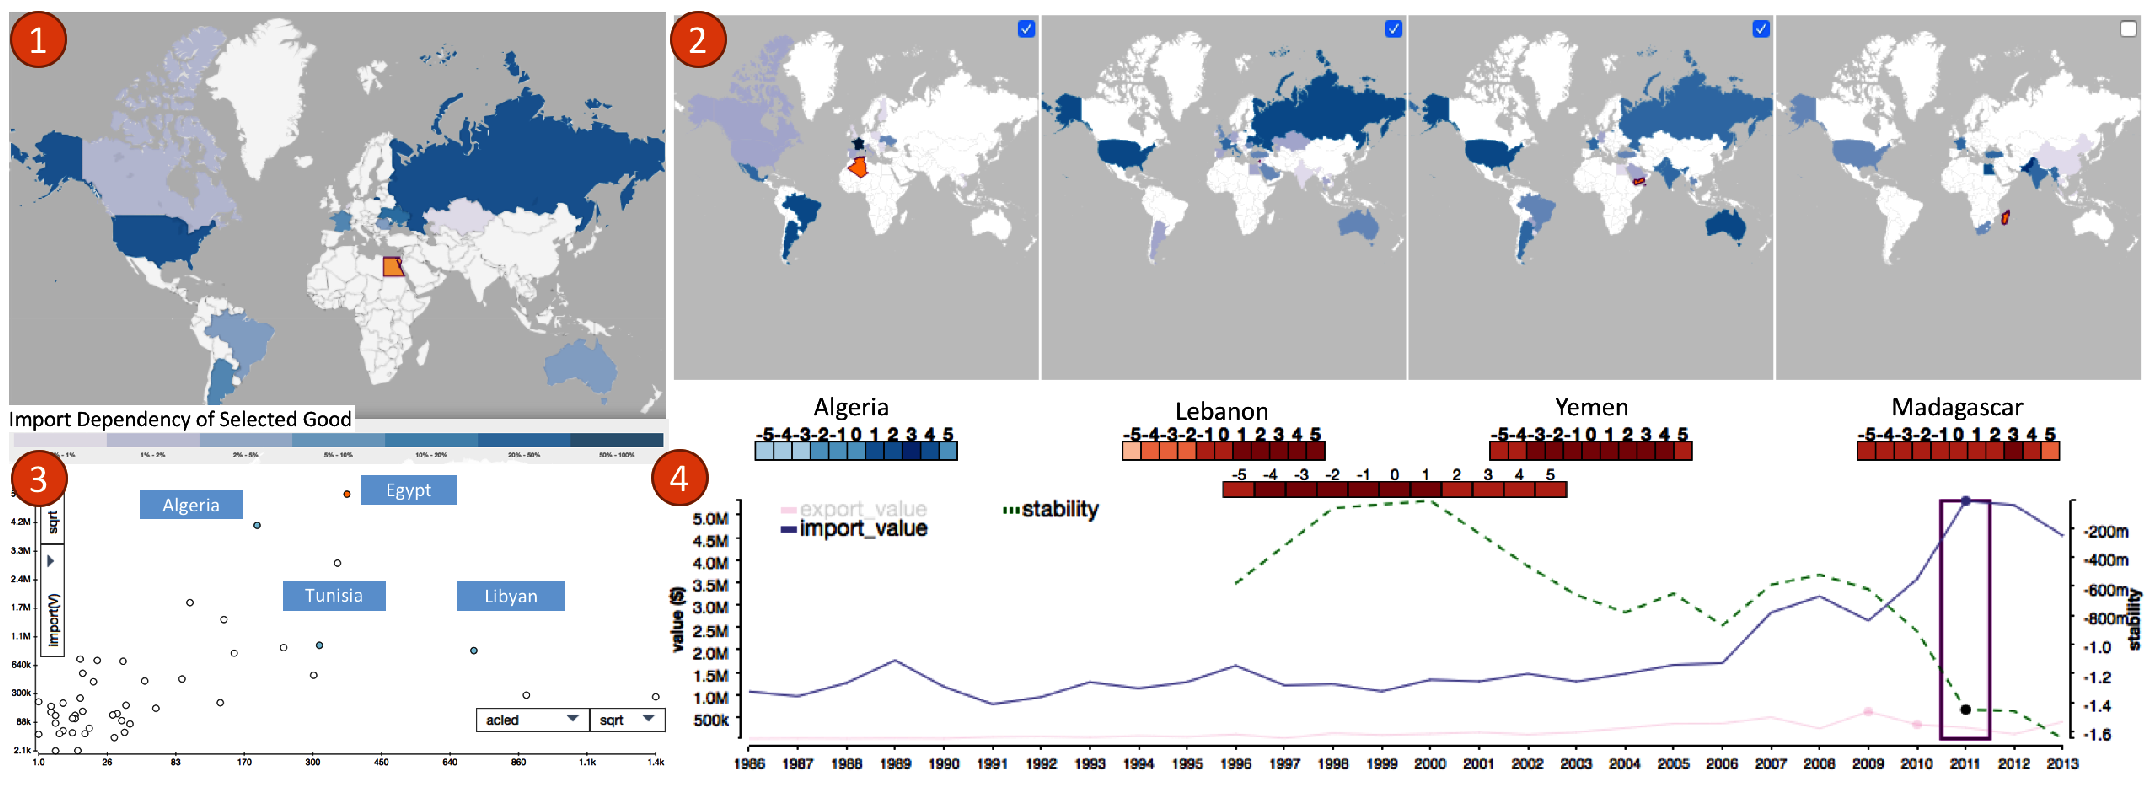 1
2
Import Dependency of Selected Good
1% - 2%
2% - 5%
5% - 10%
10% - 20%
20% - 50%
50% - 100%
Algeria
-5 -4 -3 -2 -1 0 1 2 3 4 5
Lebanon
-5 -4 -3 -2 -1 0 1 2 3 4 5
Yemen
-5 -4 -3 -2 -1 0 1 2 3 4 5
Madagascar
-5 -4 -3 -2 -1 0 1 2 3 4 5
3
sqrt
import(V)
4.2M
3.3M
2.4M
1.7M
1.1M
640k
300k
2.1k
Algeria
Egypt
Tunisia
Libyan
acled
sqrt
1.0 26 83 170 300 450 640 860 1.1k 1.4k
4
-5 -4 -3 -2 -1 0 1 2 3 4 5
export_value
import_value
stability
value ($)
5.0M
4.5M
4.0M
3.5M
3.0M
2.5M
2.0M
1.5M
1.0M
500k
stability
-200m
-400m
-600m
-800m
-1.0
-1.2
-1.4
-1.6
1986 1987 1988 1989 1990 1991 1992 1993 1994 1995 1996 1997 1998 1999 2000 2001 2002 2003 2004 2005 2006 2007 2008 2009 2010 2011 2012 2013